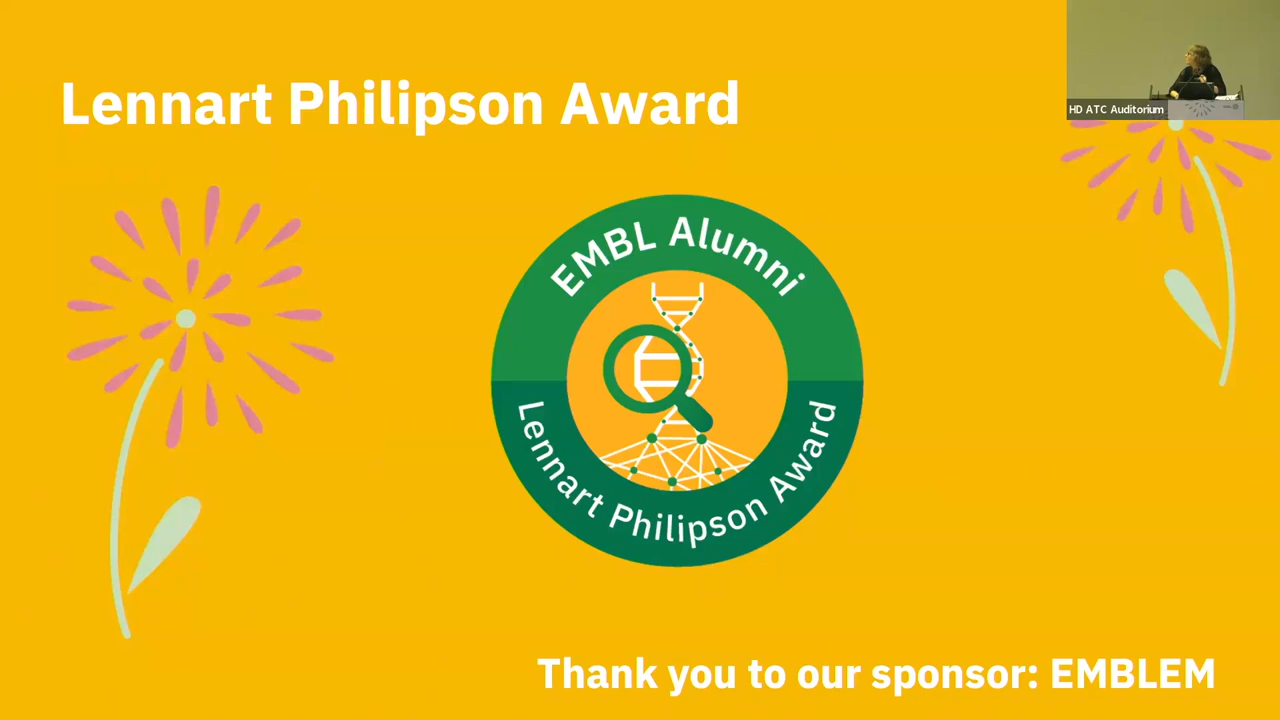 Lennart Philipson Award
HD ATC Auditorium
EMBL Alumni
Lennart Philipson Award
Thank you to our sponsor: EMBLEM